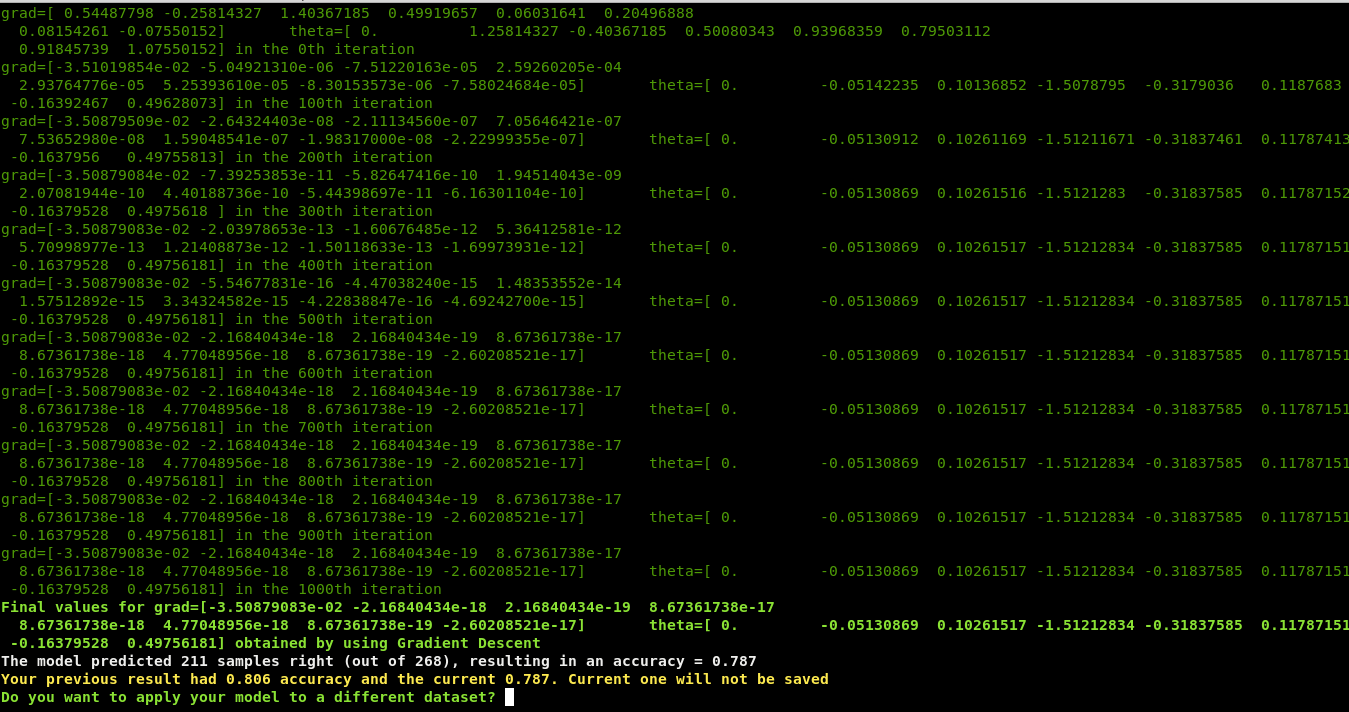 grad=[ 0.54487798 -0.25814327  1.40367185  0.49919657  0.06031641  0.20496888
  0.08154261 -0.07550152]       theta=[ 0.          1.25814327 -0.40367185  0.50080343  0.93968359  0.79503112
  0.91845739  1.07550152] in the 0th iteration
grad=[-3.51019354e-02 -5.04921310e-06 -7.51220163e-05  2.59260205e-04
  2.93764776e-05  5.25393610e-05 -8.30153573e-06 -7.58024684e-05]       theta=[ 0.         -0.05142235  0.10136852 -1.5078795  -0.3179036   0.1187683
 -0.16392467  0.49628073] in the 100th iteration
grad=[-3.50879509e-02 -2.64324403e-08 -2.11134560e-07  7.05646421e-07
  7.53652980e-08  1.59048541e-07 -1.98317000e-08 -2.22999355e-07]       theta=[ 0.         -0.05130912  0.10261169 -1.51211671 -0.31837461  0.11787413
 -0.1637956   0.49755813] in the 200th iteration
grad=[-3.50879084e-02 -7.39253853e-11 -5.82647416e-10  1.94514043e-09
  2.07081944e-10  4.40188736e-10 -5.44398697e-11 -6.16301104e-10]       theta=[ 0.         -0.05130869  0.10261516 -1.5121283  -0.31837585  0.11787152
 -0.16379528  0.4975618 ] in the 300th iteration
grad=[-3.50879083e-02 -2.03978653e-13 -1.60676485e-12  5.36412581e-12
  5.70998977e-13  1.21408873e-12 -1.50118633e-13 -1.69973931e-12]       theta=[ 0.         -0.05130869  0.10261517 -1.51212834 -0.31837585  0.11787151
 -0.16379528  0.49756181] in the 400th iteration
grad=[-3.50879083e-02 -5.54677831e-16 -4.47038240e-15  1.48353552e-14
  1.57512892e-15  3.34324582e-15 -4.22838847e-16 -4.69242700e-15]       theta=[ 0.         -0.05130869  0.10261517 -1.51212834 -0.31837585  0.11787151
 -0.16379528  0.49756181] in the 500th iteration
grad=[-3.50879083e-02 -2.16840434e-18  2.16840434e-19  8.67361738e-17
  8.67361738e-18  4.77048956e-18  8.67361738e-19 -2.60208521e-17]       theta=[ 0.         -0.05130869  0.10261517 -1.51212834 -0.31837585  0.11787151
 -0.16379528  0.49756181] in the 600th iteration
grad=[-3.50879083e-02 -2.16840434e-18  2.16840434e-19  8.67361738e-17
  8.67361738e-18  4.77048956e-18  8.67361738e-19 -2.60208521e-17]       theta=[ 0.         -0.05130869  0.10261517 -1.51212834 -0.31837585  0.11787151
 -0.16379528  0.49756181] in the 700th iteration
grad=[-3.50879083e-02 -2.16840434e-18  2.16840434e-19  8.67361738e-17
  8.67361738e-18  4.77048956e-18  8.67361738e-19 -2.60208521e-17]       theta=[ 0.         -0.05130869  0.10261517 -1.51212834 -0.31837585  0.11787151
 -0.16379528  0.49756181] in the 800th iteration
grad=[-3.50879083e-02 -2.16840434e-18  2.16840434e-19  8.67361738e-17
  8.67361738e-18  4.77048956e-18  8.67361738e-19 -2.60208521e-17]       theta=[ 0.         -0.05130869  0.10261517 -1.51212834 -0.31837585  0.11787151
 -0.16379528  0.49756181] in the 900th iteration
grad=[-3.50879083e-02 -2.16840434e-18  2.16840434e-19  8.67361738e-17
  8.67361738e-18  4.77048956e-18  8.67361738e-19 -2.60208521e-17]       theta=[ 0.         -0.05130869  0.10261517 -1.51212834 -0.31837585  0.11787151
 -0.16379528  0.49756181] in the 1000th iteration
Final values for grad=[-3.50879083e-02 -2.16840434e-18  2.16840434e-19  8.67361738e-17
  8.67361738e-18  4.77048956e-18  8.67361738e-19 -2.60208521e-17]       theta=[ 0.         -0.05130869  0.10261517 -1.51212834 -0.31837585  0.11787151
 -0.16379528  0.49756181] obtained by using Gradient Descent
The model predicted 211 samples right (out of 268), resulting in an accuracy = 0.787
Your previous result had 0.806 accuracy and the current 0.787. Current one will not be saved
Do you want to apply your model to a different dataset?